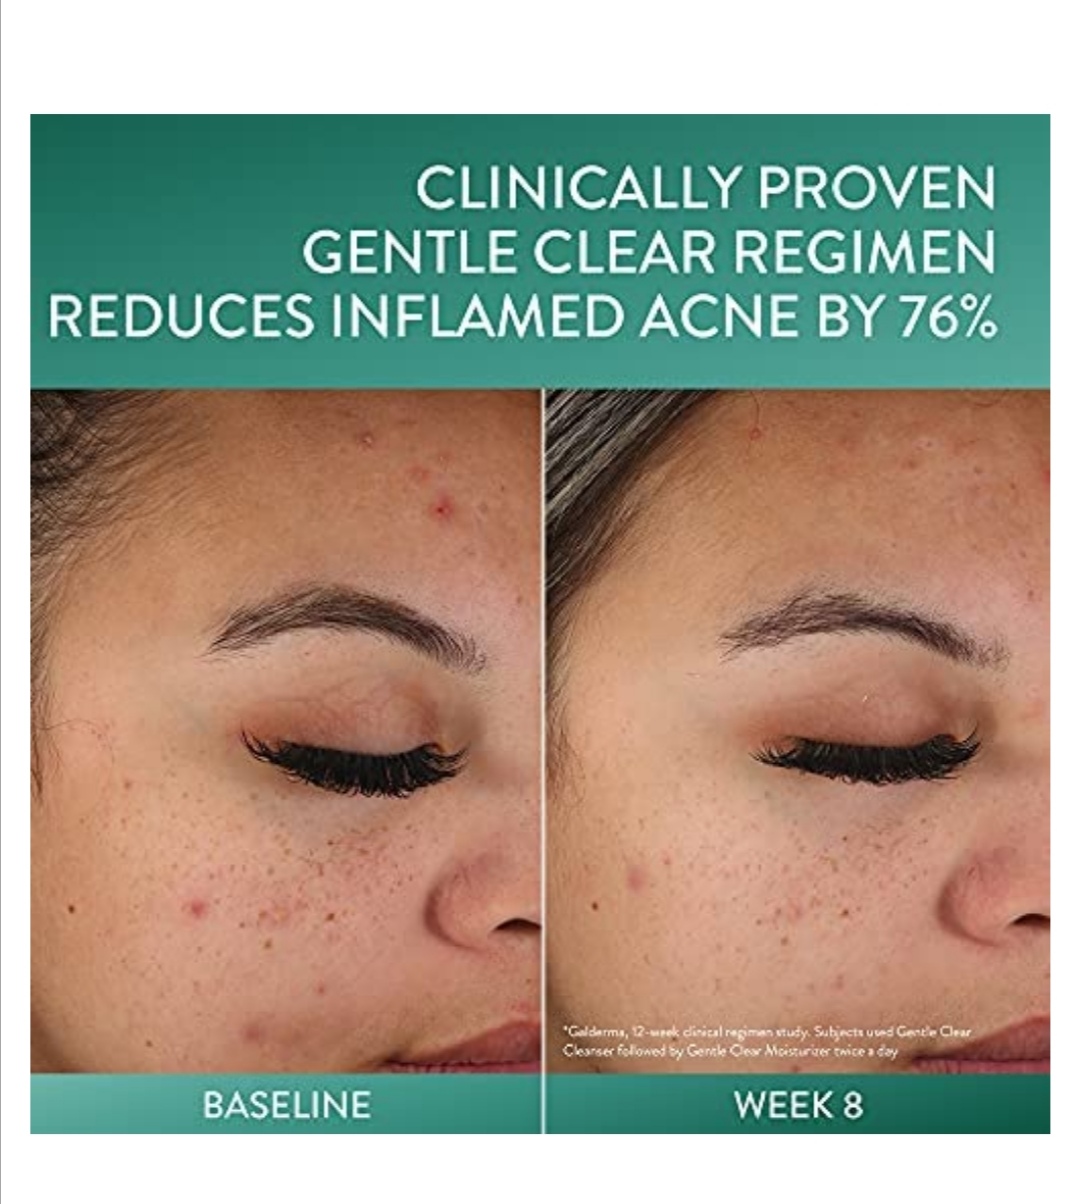 CLINICALLY PROVEN
GENTLE CLEAR REGIMEN
REDUCES INFLAMED ACNE BY 76%
*Galderma, 12-week clinical regimen study. Subjects used Gentle Clear
Cleanser followed by Gentle Clear Moisturizer twice a day
BASELINE
WEEK 8